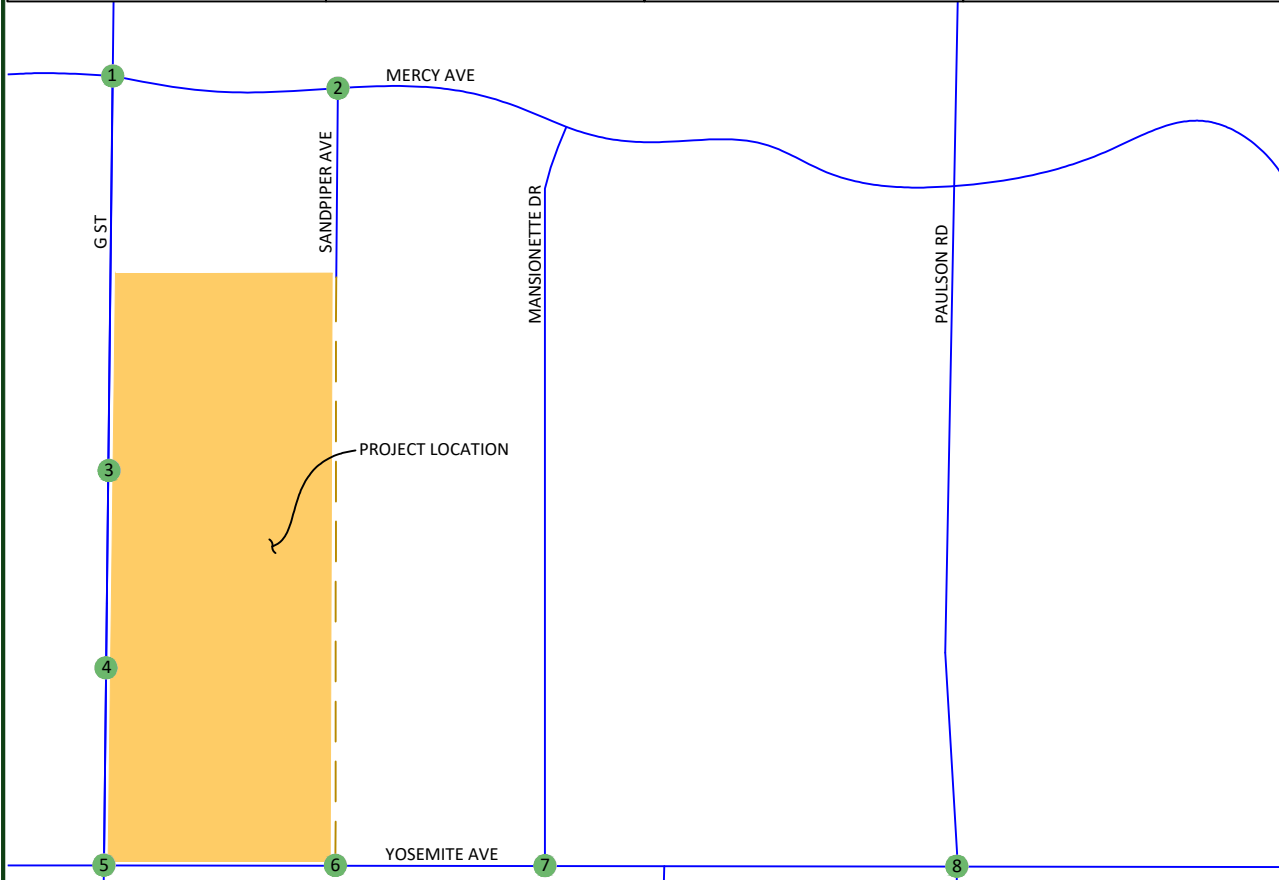 1
2
MERCY AVE
SANDPIPER AVE
G ST
MANSIONETTE DR
PAULSON RD
PROJECT LOCATION
3
4
YOSEMITE AVE
5
6
7
8